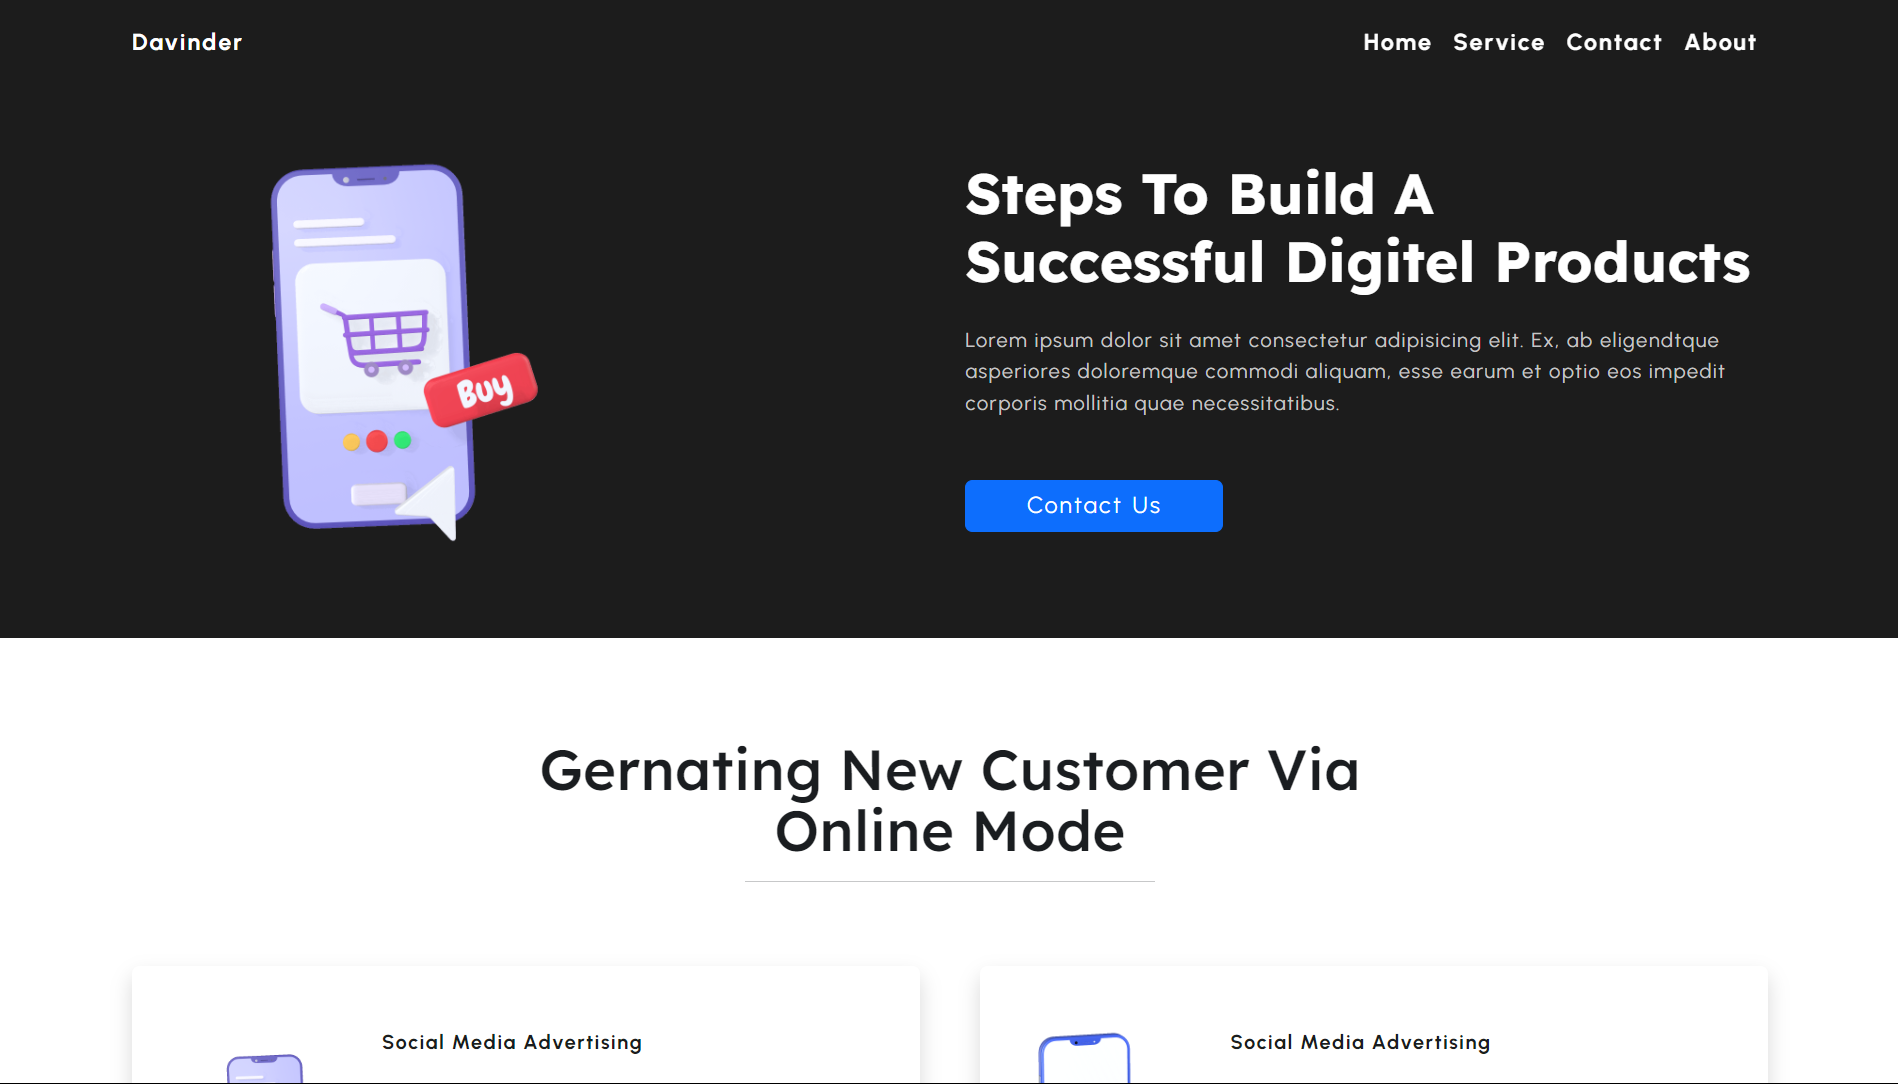 Davinder
Home Service Contact About
Steps To Build A
Successful Digitel Products
Lorem ipsum dolor sit amet consectetur adipisicing elit. Ex, ab eligendtque
asperiores doloremque commodi aliquam, esse earum et optio eos impedit
corporis mollitia quae necessitatibus.
Buy
Contact Us
Gernating New Customer Via
Online Mode
Social Media Advertising
Social Media Advertising